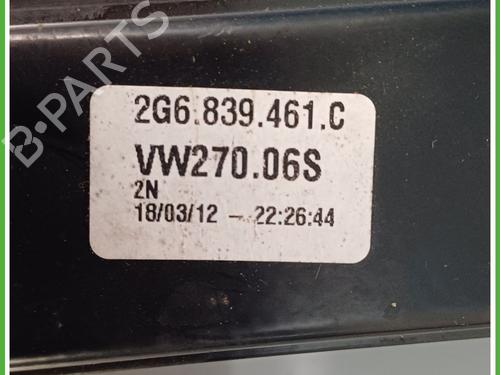 2G6.839.461.C
VW270.06S
2N
18/03/12 - 22:26:44
B-PARTS